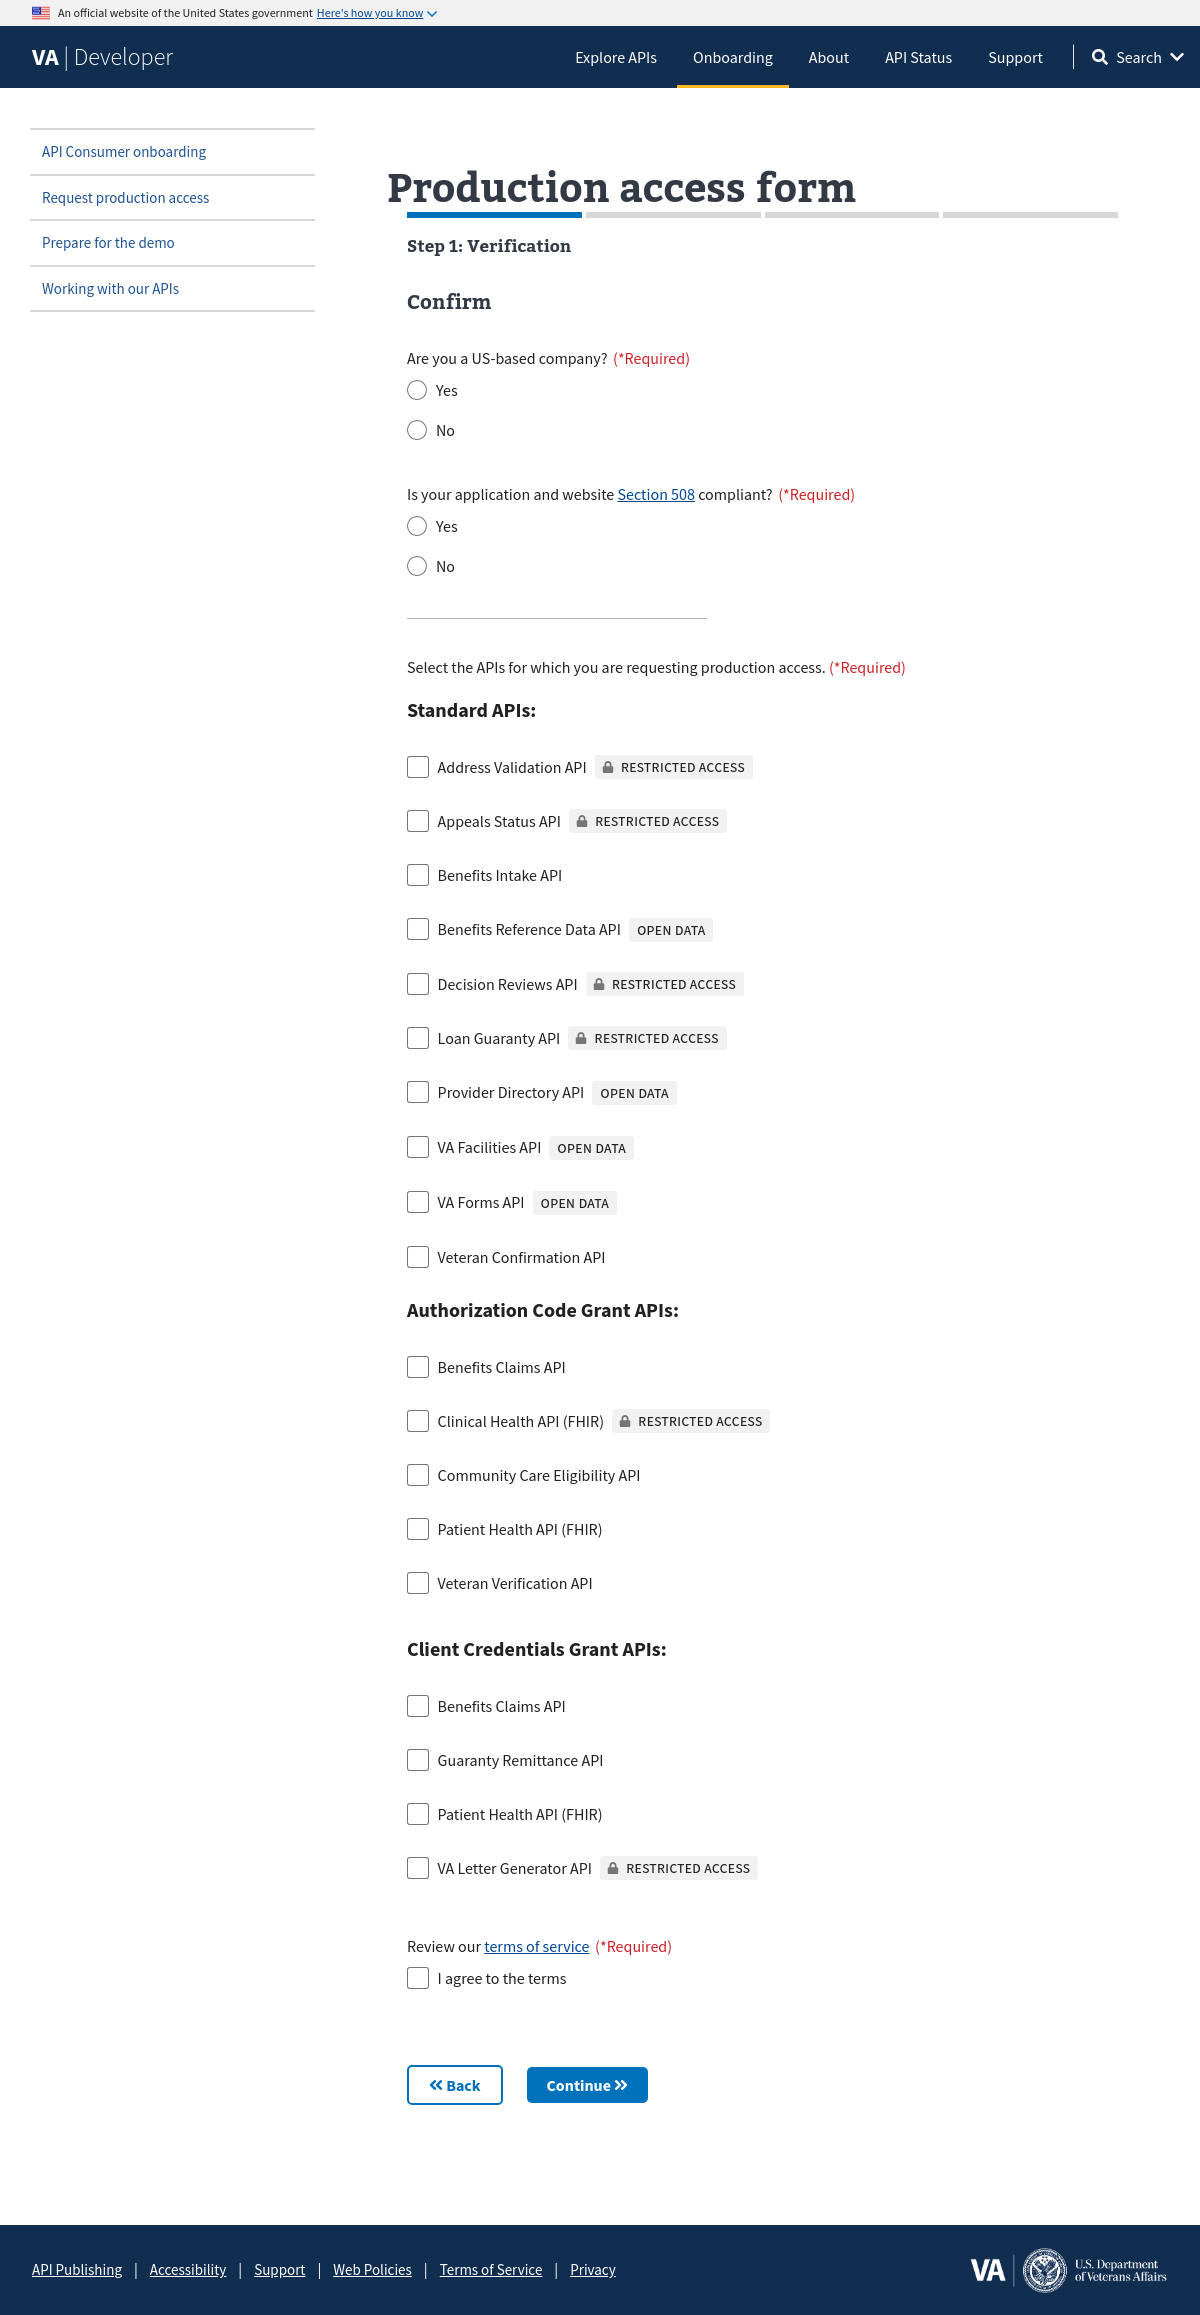 An official website of the United States government Here's how you know
VA | Developer
Explore APIs
Onboarding
About
API Status
Support
Search
API Consumer onboarding
Request production access
Prepare for the demo
Working with our APIs
Production access form
Step 1: Verification
Confirm
Are you a US-based company? (*Required)
Yes
No
Is your application and website Section 508 compliant? (*Required)
Yes
No
Select the APIs for which you are requesting production access. (*Required)
Standard APIs:
Address Validation API RESTRICTED ACCESS
Appeals Status API RESTRICTED ACCESS
Benefits Intake API
Benefits Reference Data API OPEN DATA
Decision Reviews API RESTRICTED ACCESS
Loan Guaranty API RESTRICTED ACCESS
Provider Directory API OPEN DATA
VA Facilities API OPEN DATA
VA Forms API OPEN DATA
Veteran Confirmation API
Authorization Code Grant APIs:
Benefits Claims API
Clinical Health API (FHIR) RESTRICTED ACCESS
Community Care Eligibility API
Patient Health API (FHIR)
Veteran Verification API
Client Credentials Grant APIs:
Benefits Claims API
Guaranty Remittance API
Patient Health API (FHIR)
VA Letter Generator API RESTRICTED ACCESS
Review our terms of service (*Required)
I agree to the terms
Back
Continue
API Publishing | Accessibility | Support | Web Policies | Terms of Service | Privacy
VA
U.S. Department
of Veterans Affairs